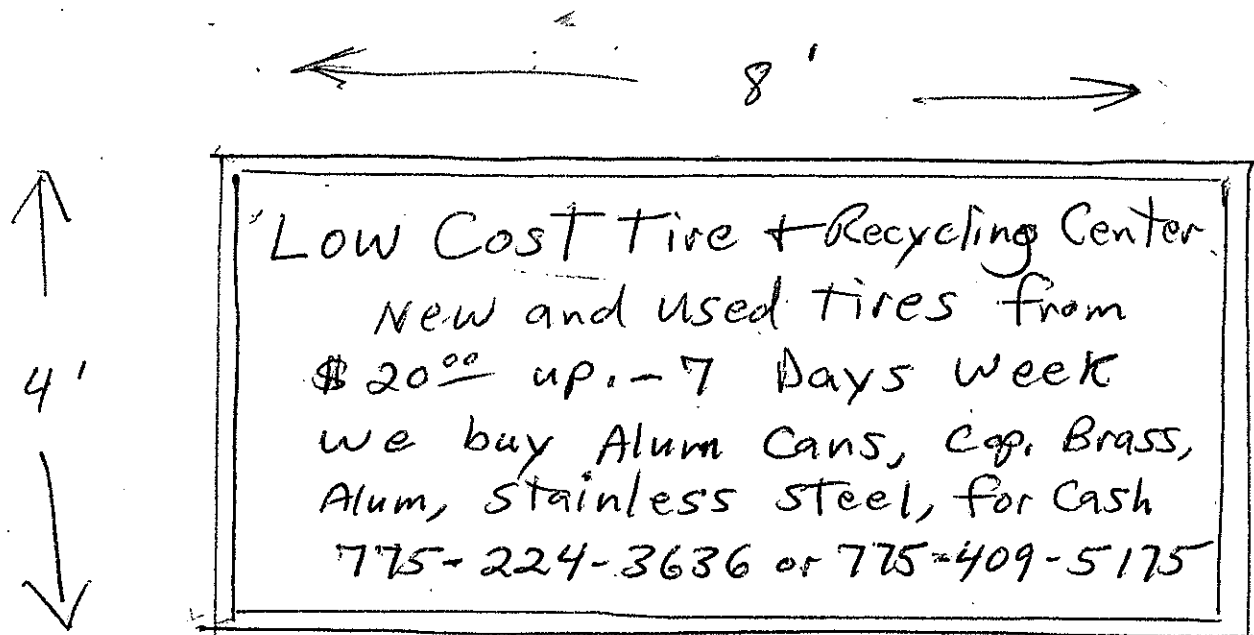 8'
4'
Low Cost Tire + Recycling Center
New and used tires from
$20.00 up. - 7 Days Week
we buy Alum Cans, Cop. Brass,
Alum, stainless steel, for Cash
775-224-3636 or 775-409-5175